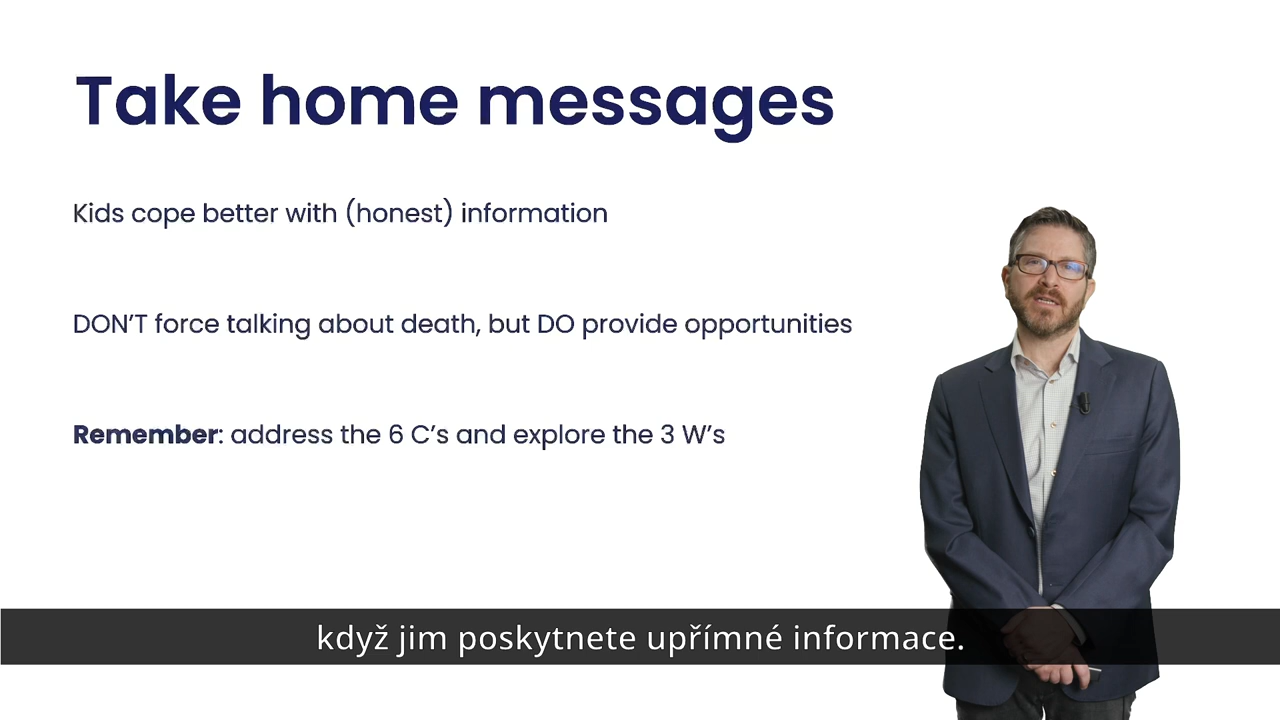 Take home messages
Kids cope better with (honest) information
DON’T force talking about death, but DO provide opportunities
Remember: address the 6 C’s and explore the 3 W’s
když jim poskytnete upřímné informace.